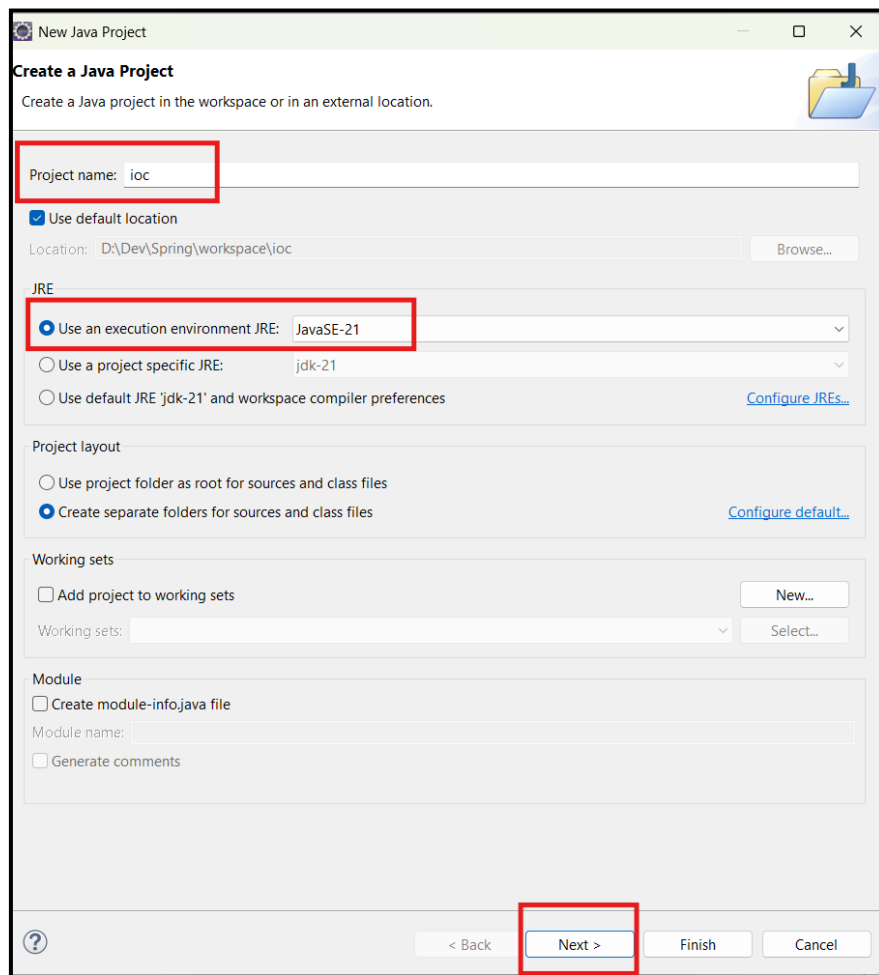 New Java Project
Create a Java Project
Create a Java project in the workspace or in an external location.
Project name: ioc
Use default location
Location: D:\Dev\Spring\workspace\ioc Browse...
JRE
Use an execution environment JRE: JavaSE-21
Use a project specific JRE: jdk-21
Use default JRE 'jdk-21' and workspace compiler preferences Configure JREs...
Project layout
Use project folder as root for sources and class files
Create separate folders for sources and class files Configure default...
Working sets
Add project to working sets New...
Working sets: Select...
Module
Create module-info.java file
Module name:
Generate comments
? < Back Next > Finish Cancel